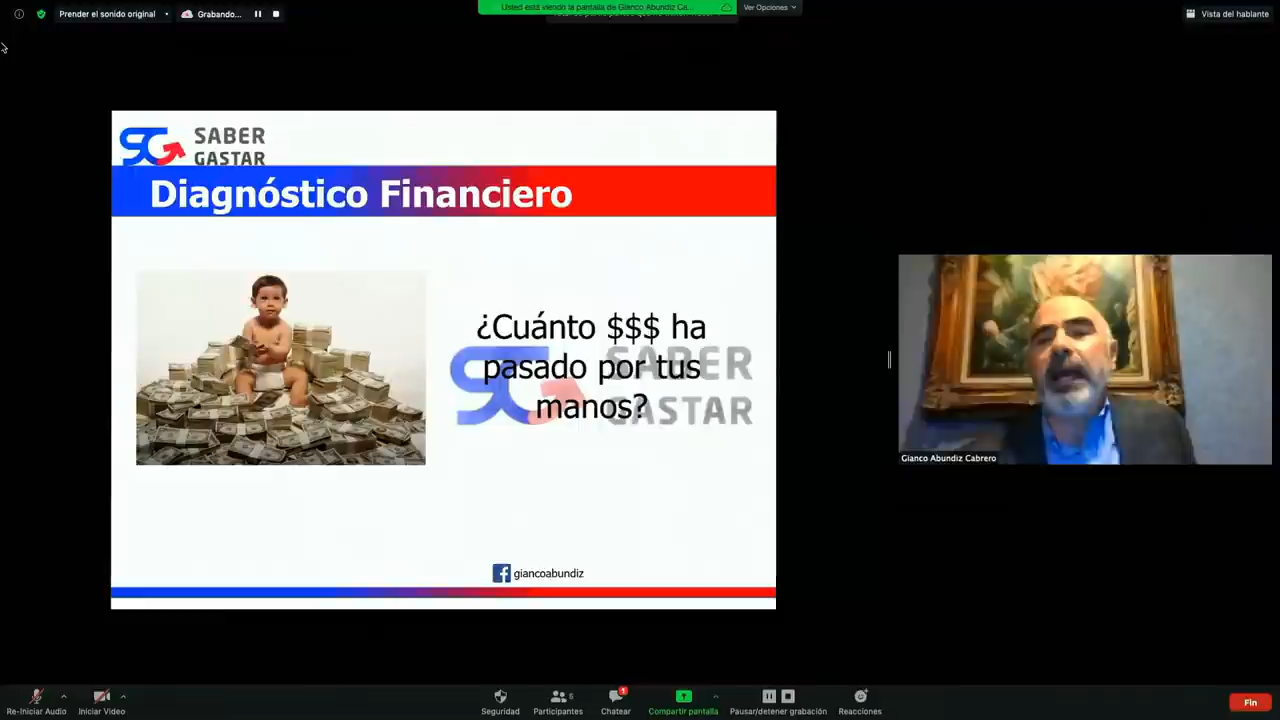 Prender el sonido original
Grabando...
Usted está viendo la pantalla de Gianco Abundiz Ca...
Ver Opciones
Vista del hablante
SABER
GASTAR
Diagnóstico Financiero
¿Cuánto $$$ ha
pasado por tus
manos?
SABER
GASTAR
giancoabundiz
Gianco Abundiz Cabrero
Re-Iniciar Audio
Iniciar Video
Seguridad
Participantes
6
Chatear
1
Compartir pantalla
Pausar/detener grabación
Reacciones
Fin